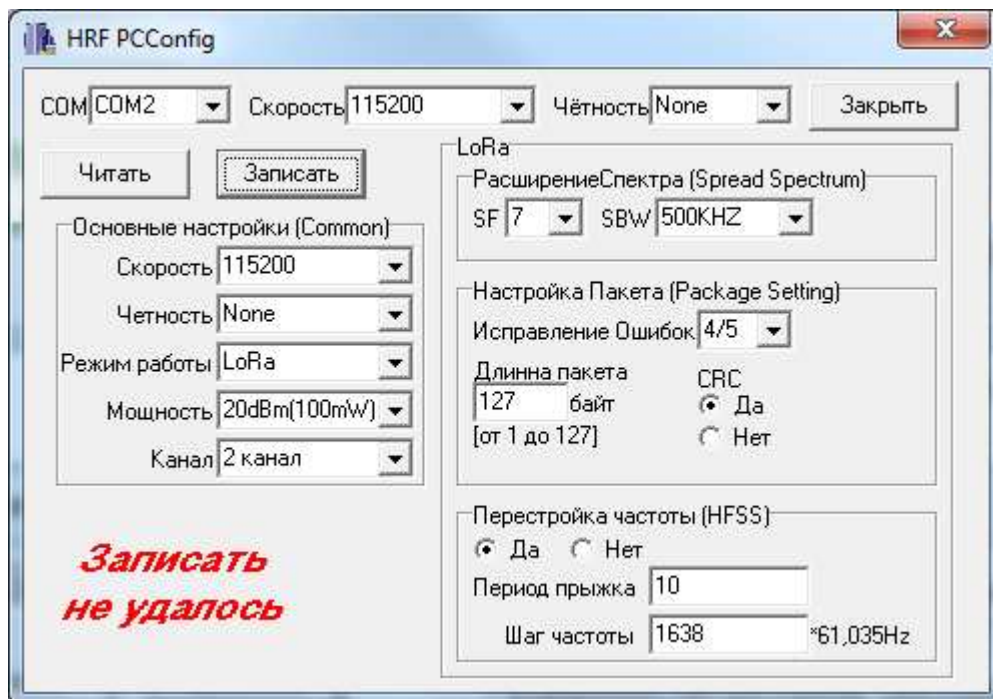 HRF PCConfig
COM COM2 Скорость 115200 Чётность None Закрыть
Читать Записать
Основные настройки (Common)
Скорость 115200
Четность None
Режим работы LoRa
Мощность 20dBm(100mW)
Канал 2 канал
Записать
не удалось
LoRa
РасширениеСпектра (Spread Spectrum)
SF 7 SBW 500KHZ
Настройка Пакета (Package Setting)
Исправление Ошибок 4/5
Длинна пакета
127 байт
[от 1 до 127]
CRC
Да
Нет
Перестройка частоты (HFSS)
Да Нет
Период прыжка 10
Шаг частоты 1638 *61,035Hz